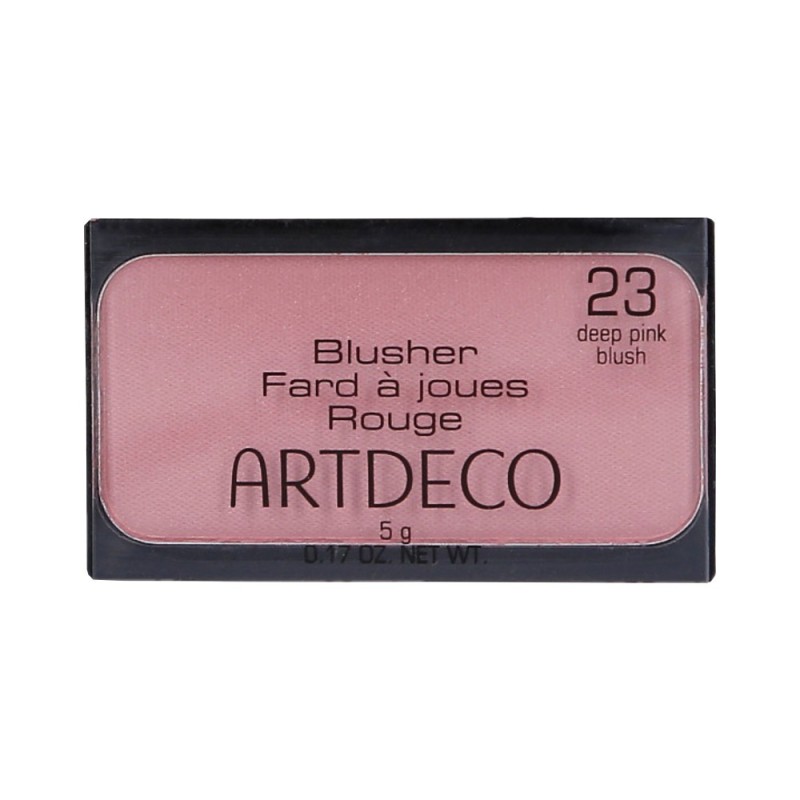 23
deep pink
blush
Blusher
Fard à joues
Rouge
ARTDECO
5 g
0.17 OZ. NET WT.